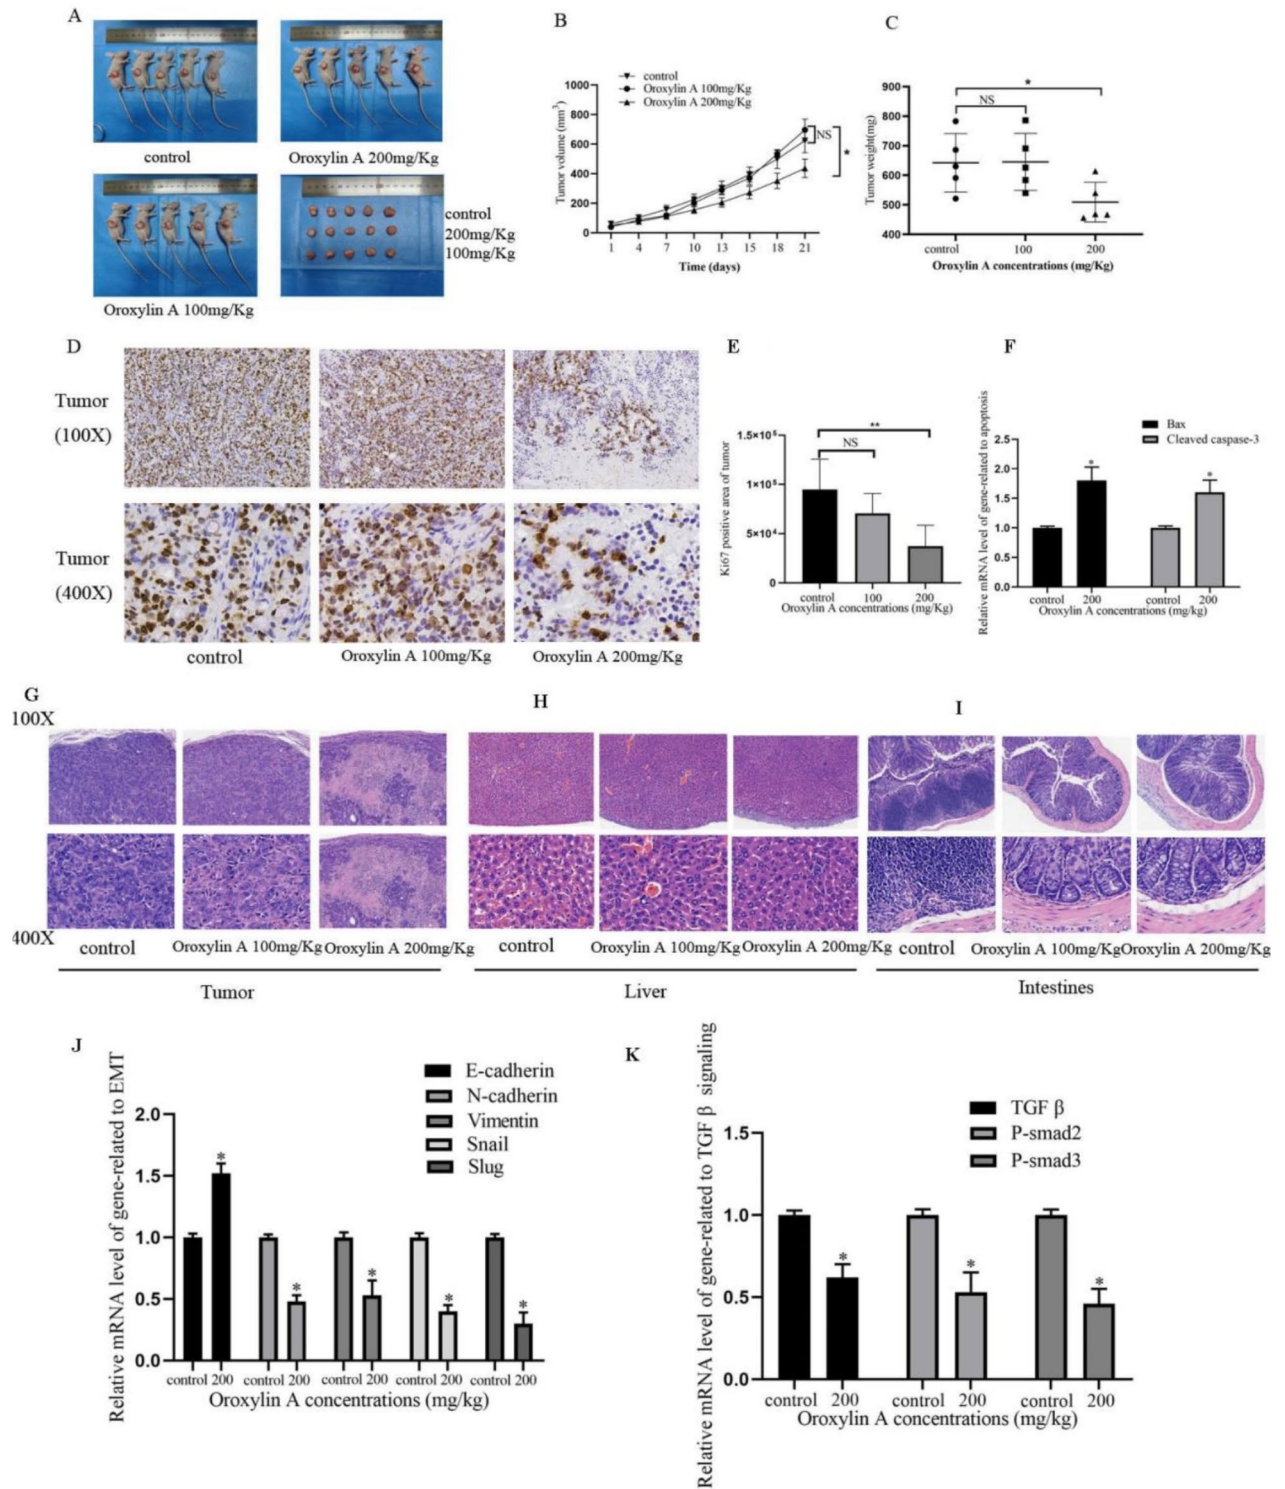 A
control
Oroxylin A 200mg/Kg
Oroxylin A 100mg/Kg
control
200mg/Kg
100mg/Kg
B
Tumor volume (mm³)
1000
800
600
400
200
0
control
Oroxylin A 100mg/Kg
Oroxylin A 200mg/Kg
NS
*
1 4 7 10 13 15 18 21
Time (days)
C
Tumor weight(mg)
900
800
700
600
500
400
*
NS
control 100 200
Oroxylin A concentrations (mg/Kg)
D
Tumor
(100X)
Tumor
(400X)
control
Oroxylin A 100mg/Kg
Oroxylin A 200mg/Kg
E
Ki67 positive area of tumor
1.5×10⁵
1×10⁵
5×10⁴
0
**
NS
control 100 200
Oroxylin A concentrations (mg/Kg)
F
Relative mRNA level of gene-related to apoptosis
Bax
Cleaved caspase-3
2.5
2.0
1.5
1.0
0.5
0.0
* *
control 200 control 200
Oroxylin A concentrations (mg/kg)
G
100X
400X
control
Oroxylin A 100mg/Kg
Oroxylin A 200mg/Kg
Tumor
H
control
Oroxylin A 100mg/Kg
Oroxylin A 200mg/Kg
Liver
I
control
Oroxylin A 100mg/Kg
Oroxylin A 200mg/Kg
Intestines
J
Relative mRNA level of gene-related to EMT
E-cadherin
N-cadherin
Vimentin
Snail
Slug
2.0
1.5
1.0
0.5
0.0
* * * * *
control 200 control 200 control 200 control 200 control 200
Oroxylin A concentrations (mg/kg)
K
Relative mRNA level of gene-related to TGF β signaling
TGF β
P-smad2
P-smad3
1.5
1.0
0.5
0.0
* * *
control 200 control 200 control 200
Oroxylin A concentrations (mg/kg)